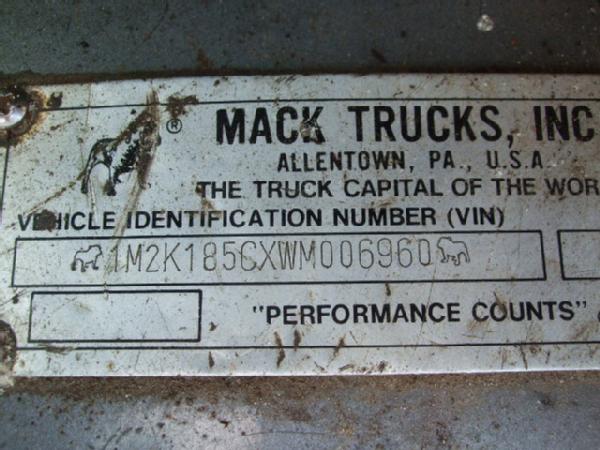 ® MACK TRUCKS, INC
ALLENTOWN, PA., U.S.A.
THE TRUCK CAPITAL OF THE WOR
VEHICLE IDENTIFICATION NUMBER (VIN)
1M2K185CXWM006960
"PERFORMANCE COUNTS"